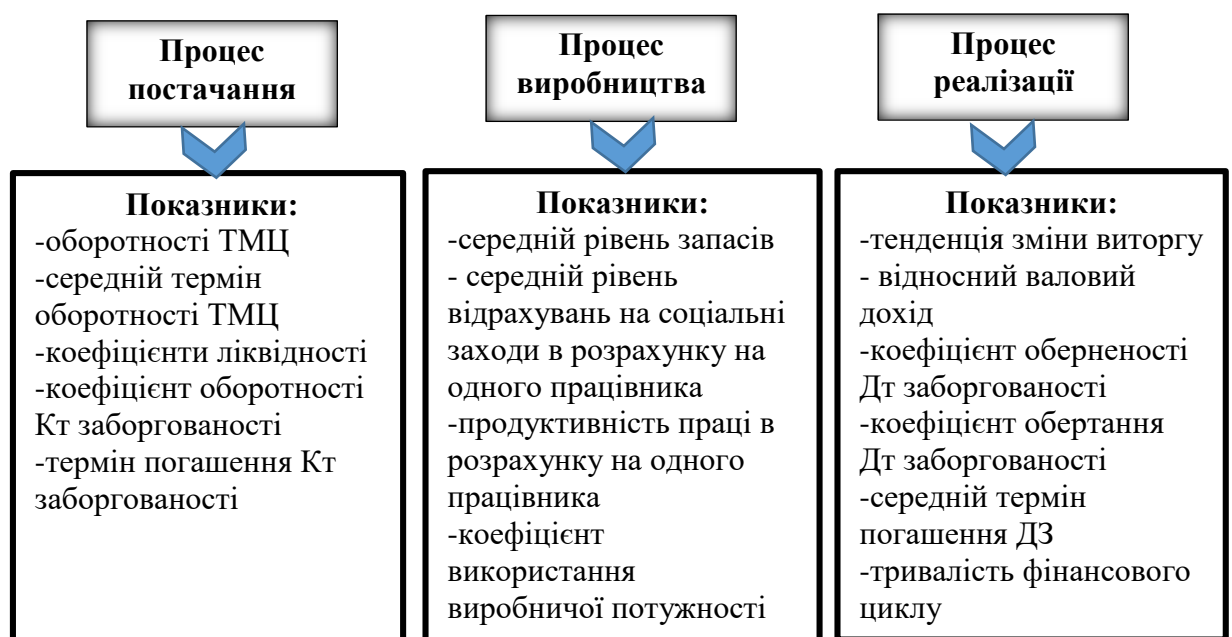 Процес
постачання
Процес
виробництва
Процес
реалізації
Показники:
-оборотності ТМЦ
-середній термін
оборотності ТМЦ
-коефіцієнти ліквідності
-коефіцієнт оборотності
Кт заборгованості
-термін погашення Кт
заборгованості
Показники:
-середній рівень запасів
- середній рівень
відрахувань на соціальні
заходи в розрахунку на
одного працівника
-продуктивність праці в
розрахунку на одного
працівника
-коефіцієнт
використання
виробничої потужності
Показники:
-тенденція зміни виторгу
- відносний валовий
дохід
-коефіцієнт оберненості
Дт заборгованості
-коефіцієнт обертання
Дт заборгованості
-середній термін
погашення ДЗ
-тривалість фінансового
циклу